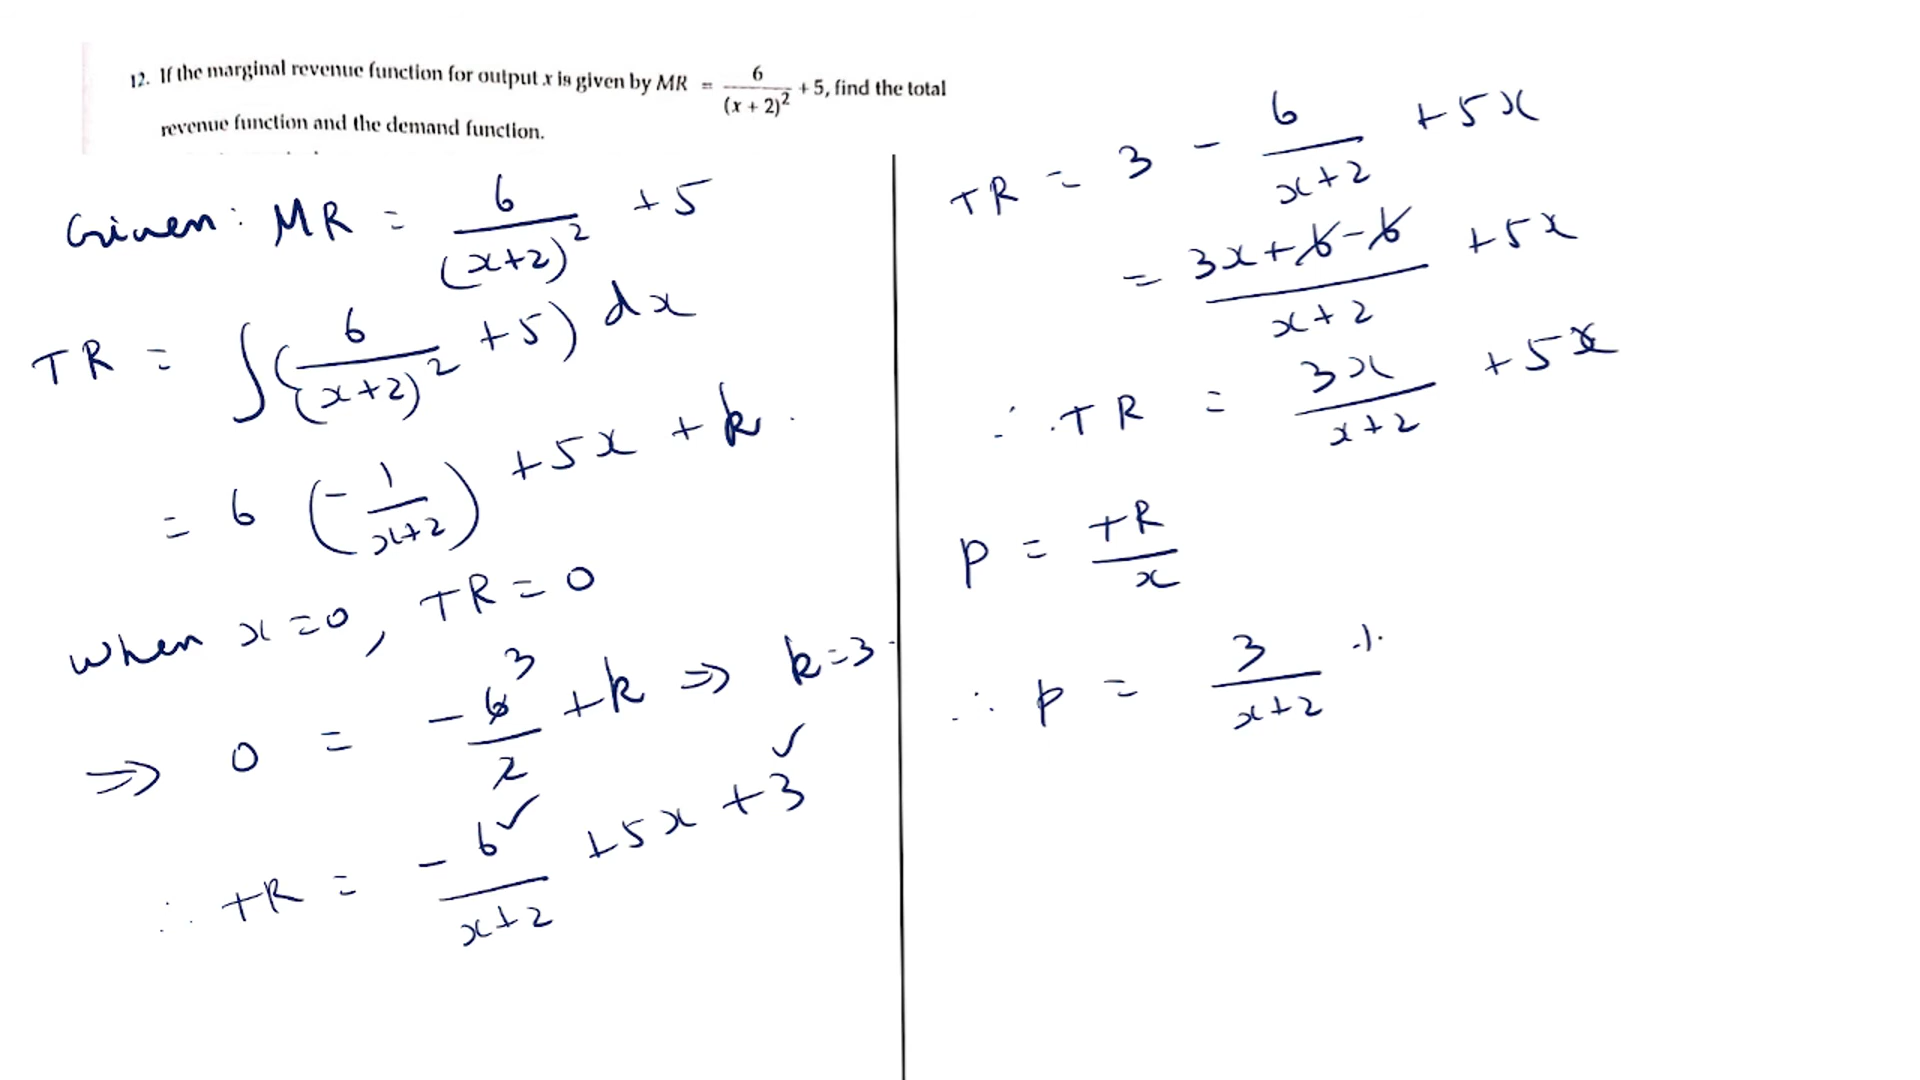 12. If the marginal revenue function for output x is given by MR = 6/(x + 2)² + 5, find the total
revenue function and the demand function.
Given: MR = 6/(x+2)² + 5
TR = ∫(6/(x+2)² + 5) dx
= 6 (-1/(x+2)) + 5x + k.
When x = 0, TR = 0
⇒ 0 = -6/2 + k ⇒ k = 3
3
∴ TR = -6/(x+2) + 5x + 3
TR = 3 - 6/(x+2) + 5x
= (3x + 6 - 6)/(x+2) + 5x
∴ TR = 3x/(x+2) + 5x
p = TR/x
∴ p = 3/(x+2) +